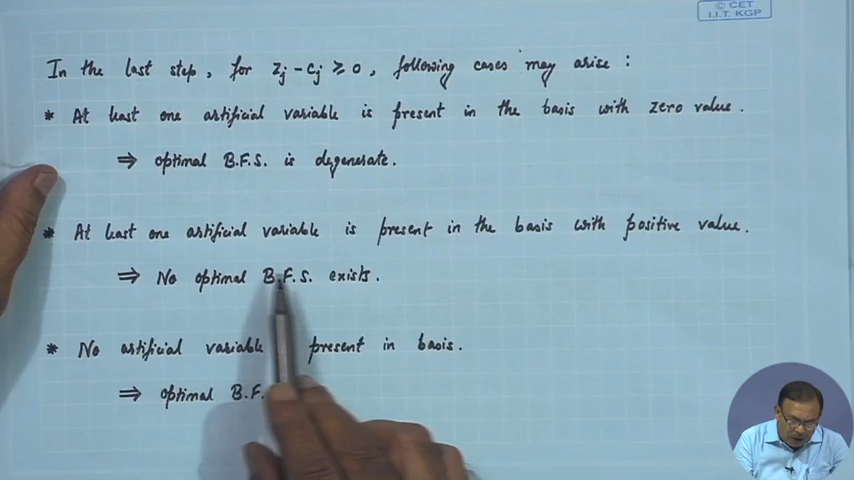 © CET
I.I.T. KGP
In the last step, for zj - cj ≥ 0, following cases may arise :
* At least one artificial variable is present in the basis with zero value.
⇒ optimal B.F.S. is degenerate.
* At least one artificial variable is present in the basis with positive value.
⇒ No optimal B.F.S. exists.
* No artificial variable present in basis.
⇒ optimal B.F.